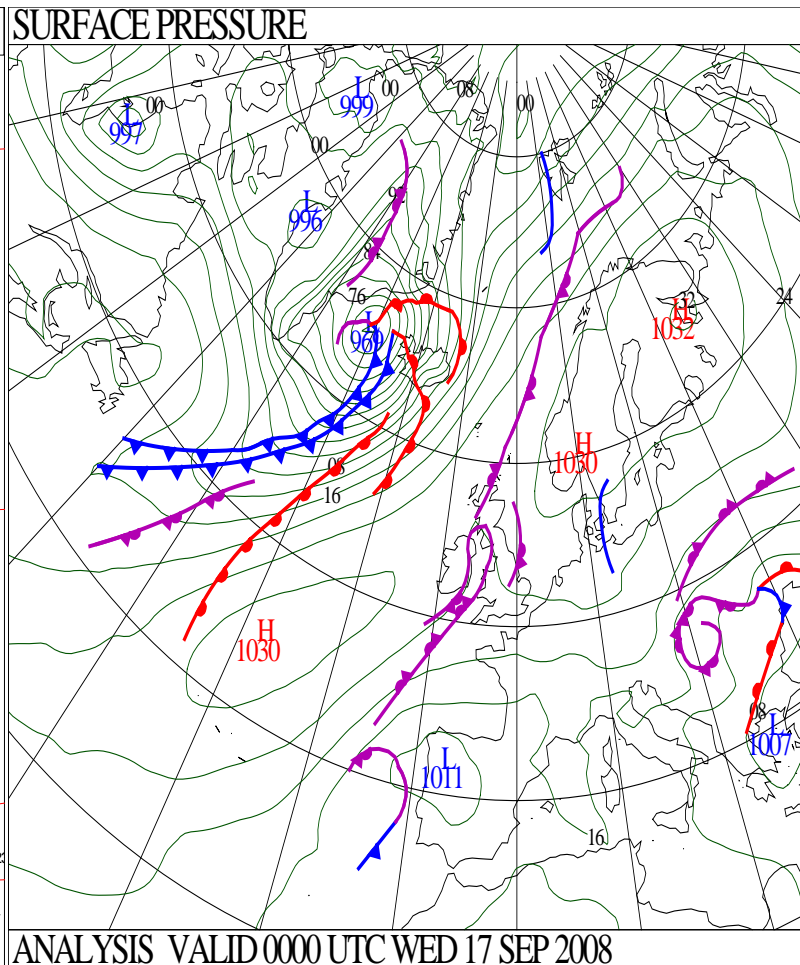 SURFACE PRESSURE
L
999
00
08
00
L
997
00
00
L
996
92
84
76
L
969
H
1032
32
24
H
1030
08
16
H
1030
08
L
1007
L
1011
16
ANALYSIS VALID 0000 UTC WED 17 SEP 2008